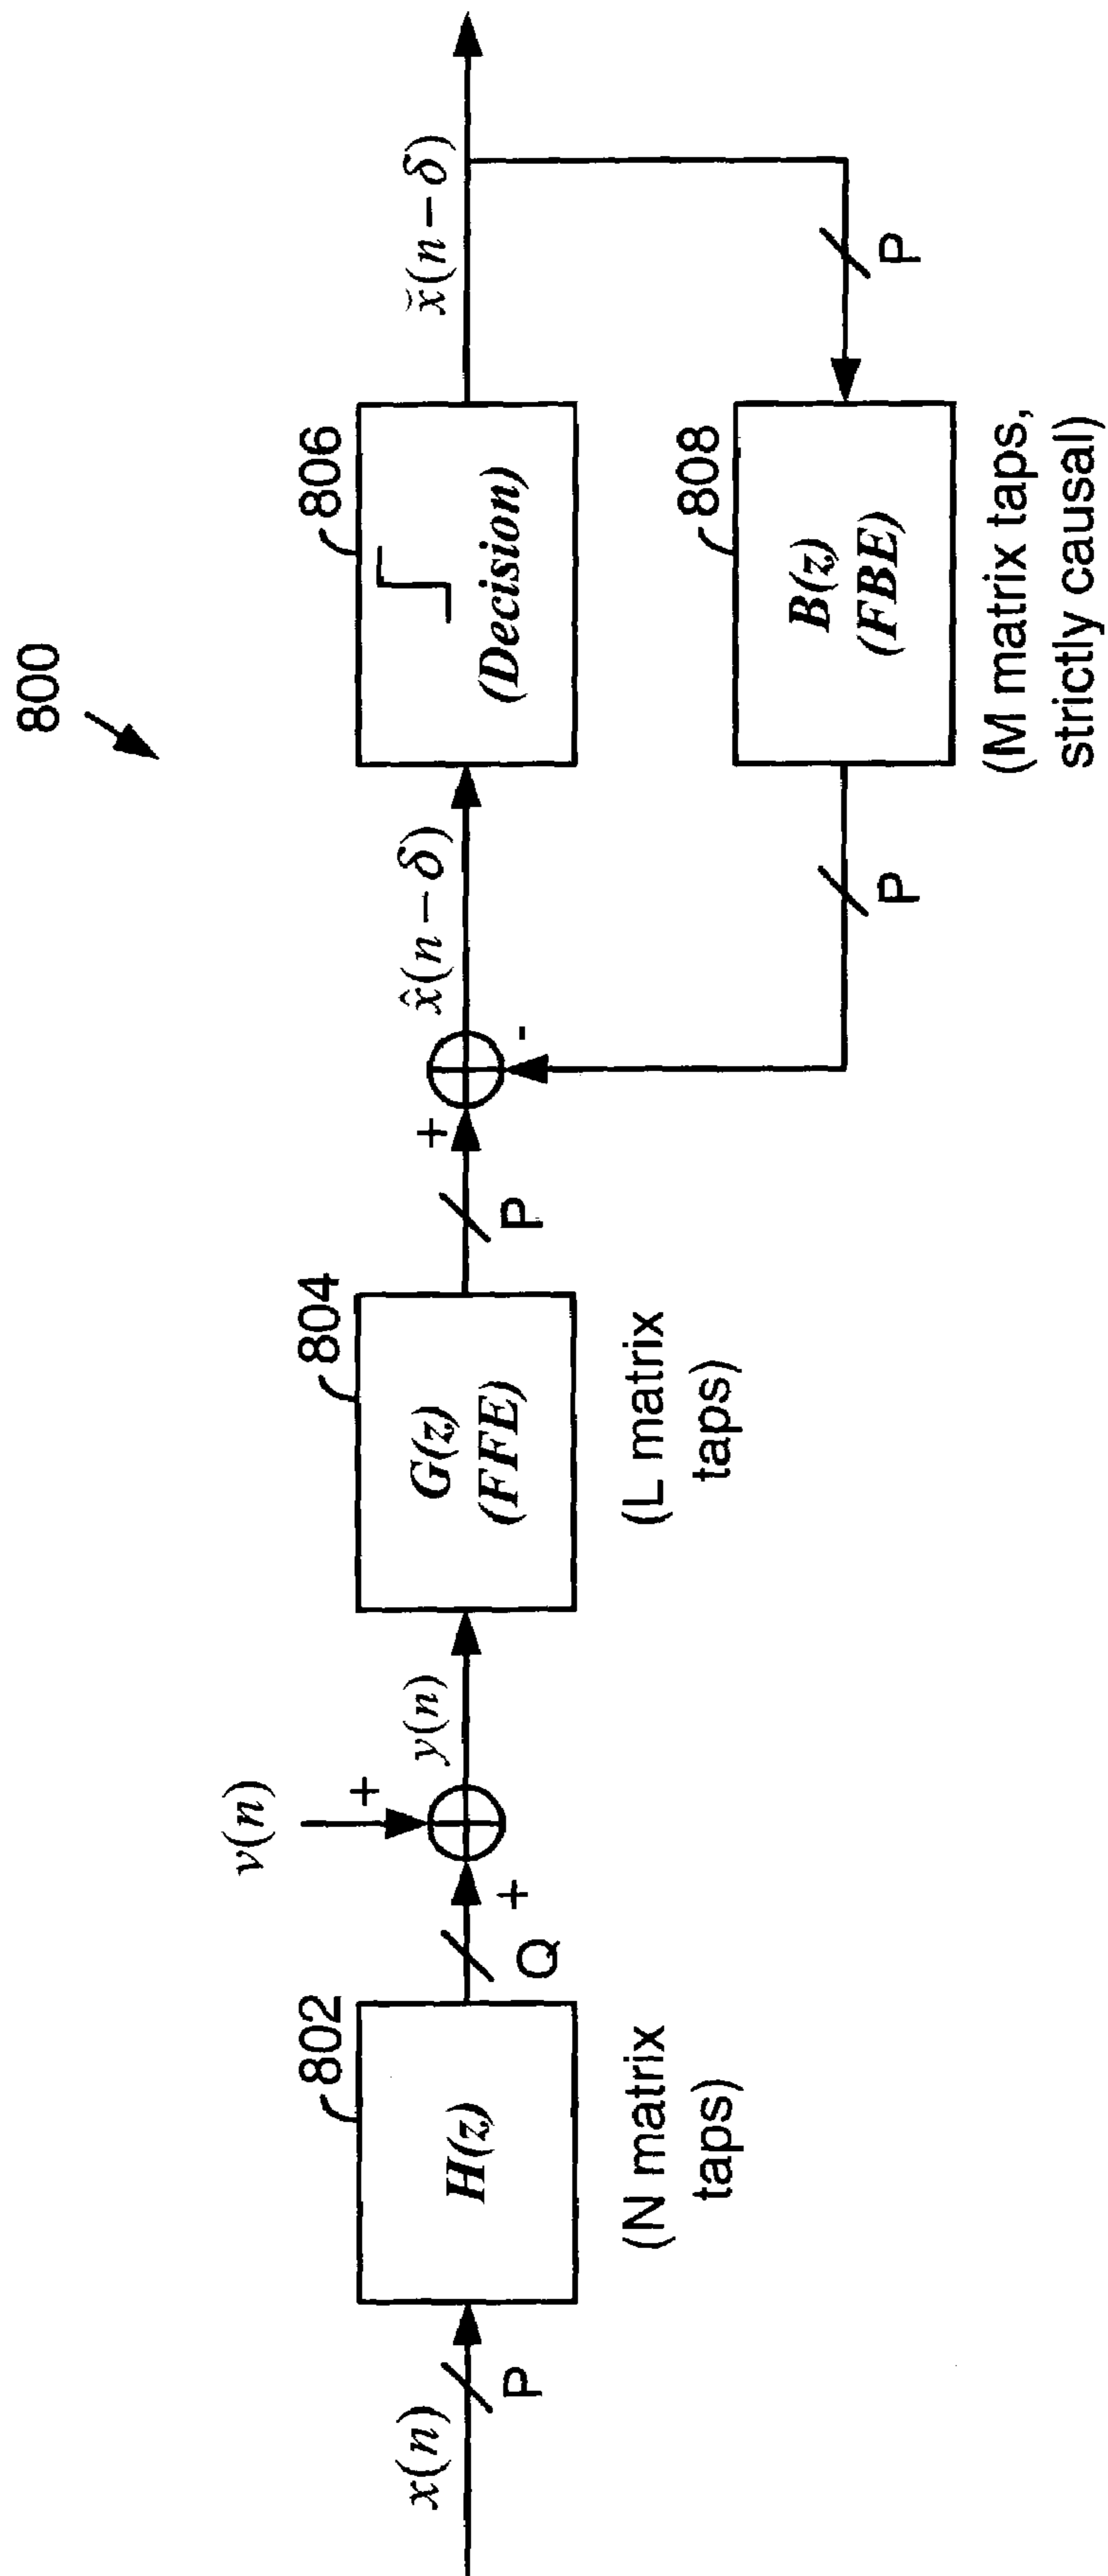 800
x(n)
P
802
H(z)
(N matrix
taps)
Q
+
v(n)
+
y(n)
804
G(z)
(FFE)
(L matrix
taps)
P
+
-
x̂(n − δ)
806
(Decision)
x̌(n − δ)
P
808
B(z)
(FBE)
(M matrix taps,
strictly causal)
P